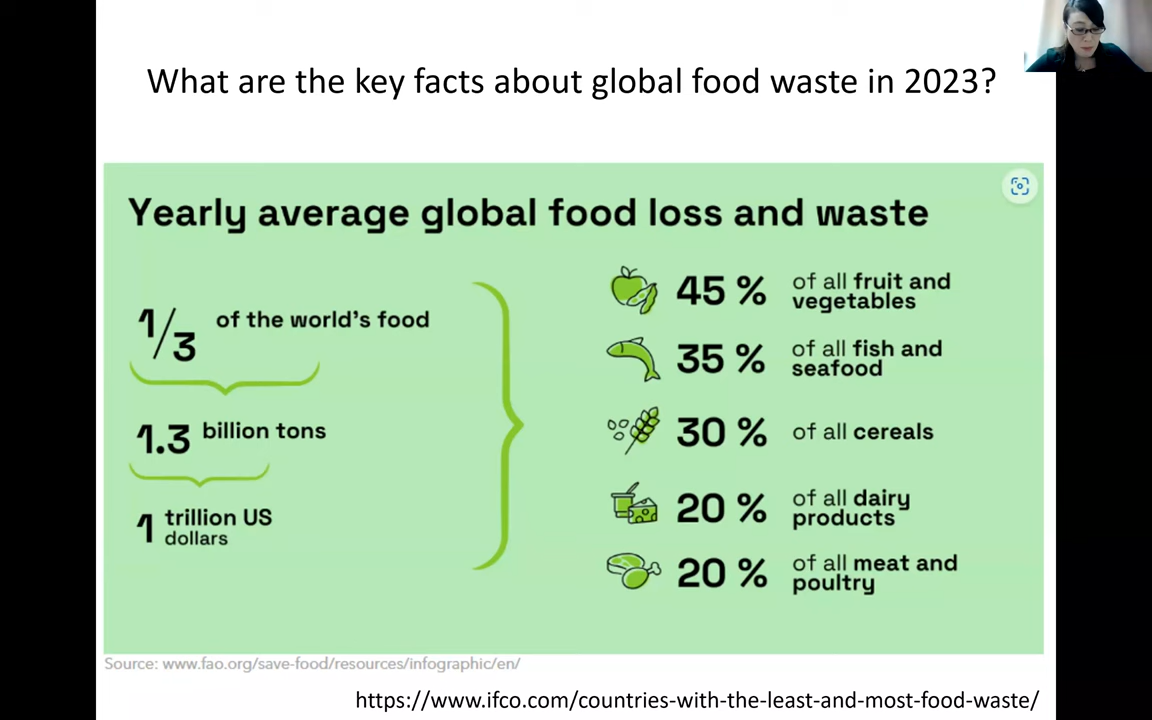 What are the key facts about global food waste in 2023?
Yearly average global food loss and waste
1/3 of the world's food
1.3 billion tons
1 trillion US
dollars
45 % of all fruit and
vegetables
35 % of all fish and
seafood
30 % of all cereals
20 % of all dairy
products
20 % of all meat and
poultry
Source: www.fao.org/save-food/resources/infographic/en/
https://www.ifco.com/countries-with-the-least-and-most-food-waste/